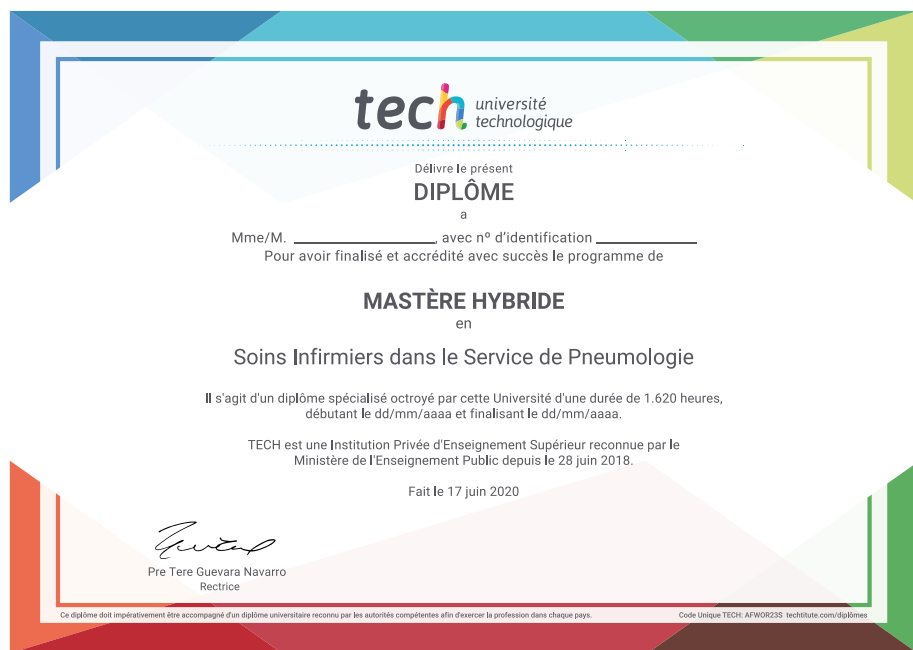 tech université
technologique
Délivre le présent
DIPLÔME
a
Mme/M. ____________, avec nº d'identification ____________
Pour avoir finalisé et accrédité avec succès le programme de
MASTÈRE HYBRIDE
en
Soins Infirmiers dans le Service de Pneumologie
Il s'agit d'un diplôme spécialisé octroyé par cette Université d'une durée de 1.620 heures,
débutant le dd/mm/aaaa et finalisant le dd/mm/aaaa.
TECH est une Institution Privée d'Enseignement Supérieur reconnue par le
Ministère de l'Enseignement Public depuis le 28 juin 2018.
Fait le 17 juin 2020
Pre Tere Guevara Navarro
Rectrice
Ce diplôme doit impérativement être accompagné d'un diplôme universitaire reconnu par les autorités compétentes afin d'exercer la profession dans chaque pays.
Code Unique TECH: AFWOR23S techtitute.com/diplômes